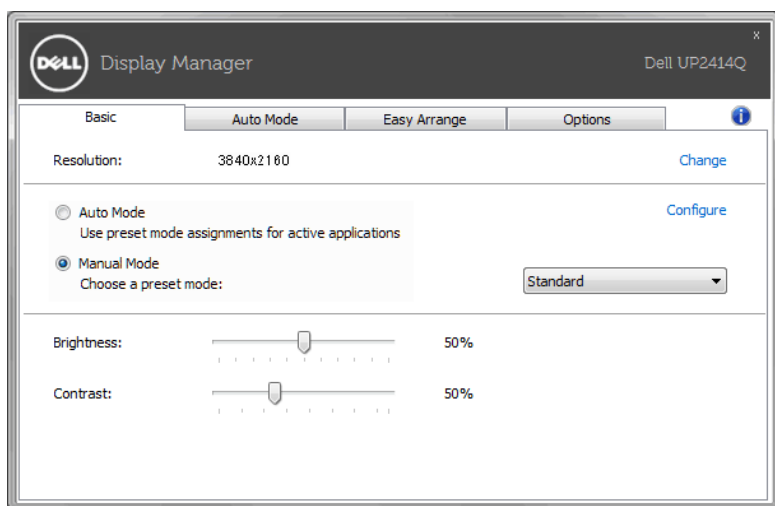 DELL
Display Manager
x
Dell UP2414Q
Basic
Auto Mode
Easy Arrange
Options
i
Resolution:
3840x2160
Change
Auto Mode
Configure
Use preset mode assignments for active applications
Manual Mode
Choose a preset mode:
Standard
Brightness:
50%
Contrast:
50%